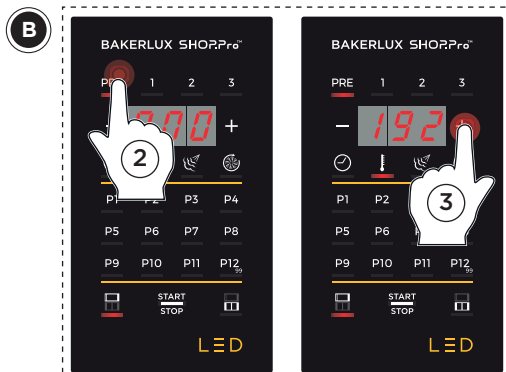 B
BAKERLUX SHOP.Pro™
PRE 1 2 3
200 +
2
P1 P2 P3 P4
P5 P6 P7 P8
P9 P10 P11 P12 99
START
STOP
LED
BAKERLUX SHOP.Pro™
PRE 1 2 3
− 192 +
3
P1 P2
P5 P6
P9 P10 P11 P12 99
START
STOP
LED